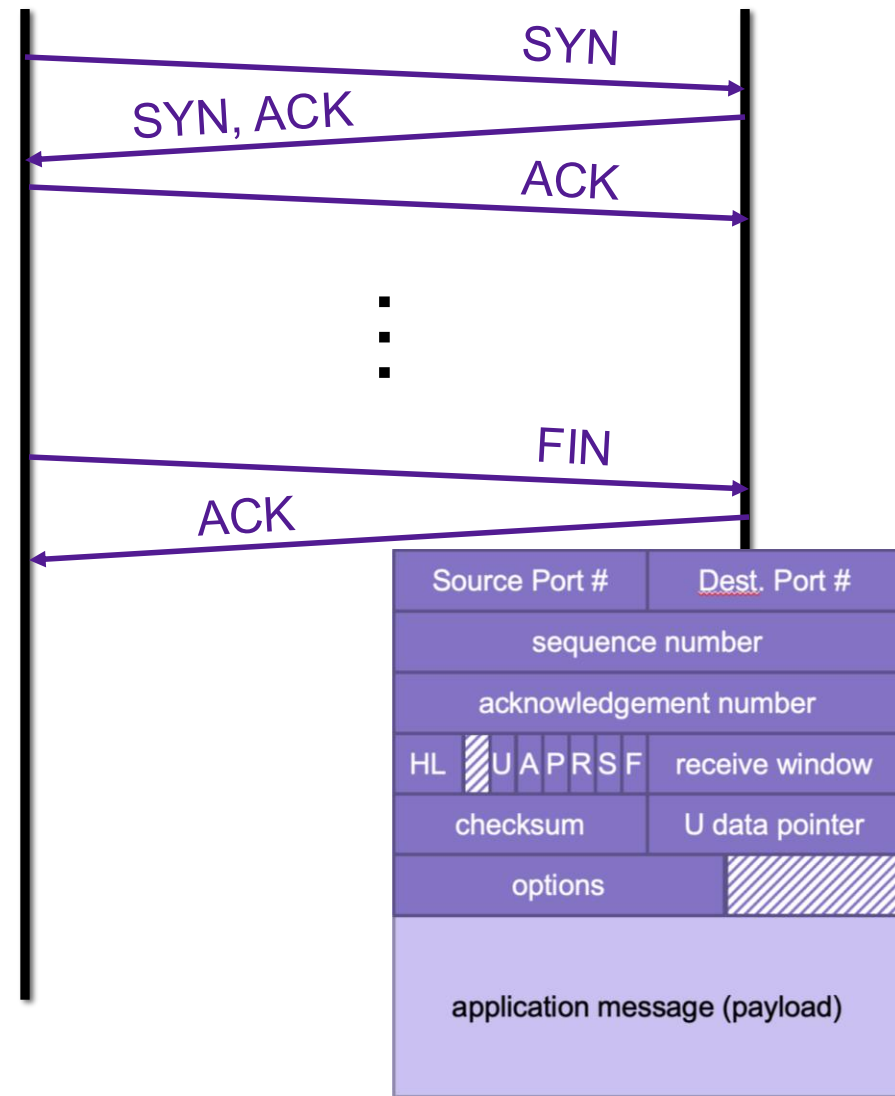 SYN
SYN, ACK
ACK
FIN
ACK
Source Port # Dest. Port #
sequence number
acknowledgement number
HL U A P R S F receive window
checksum U data pointer
options
application message (payload)